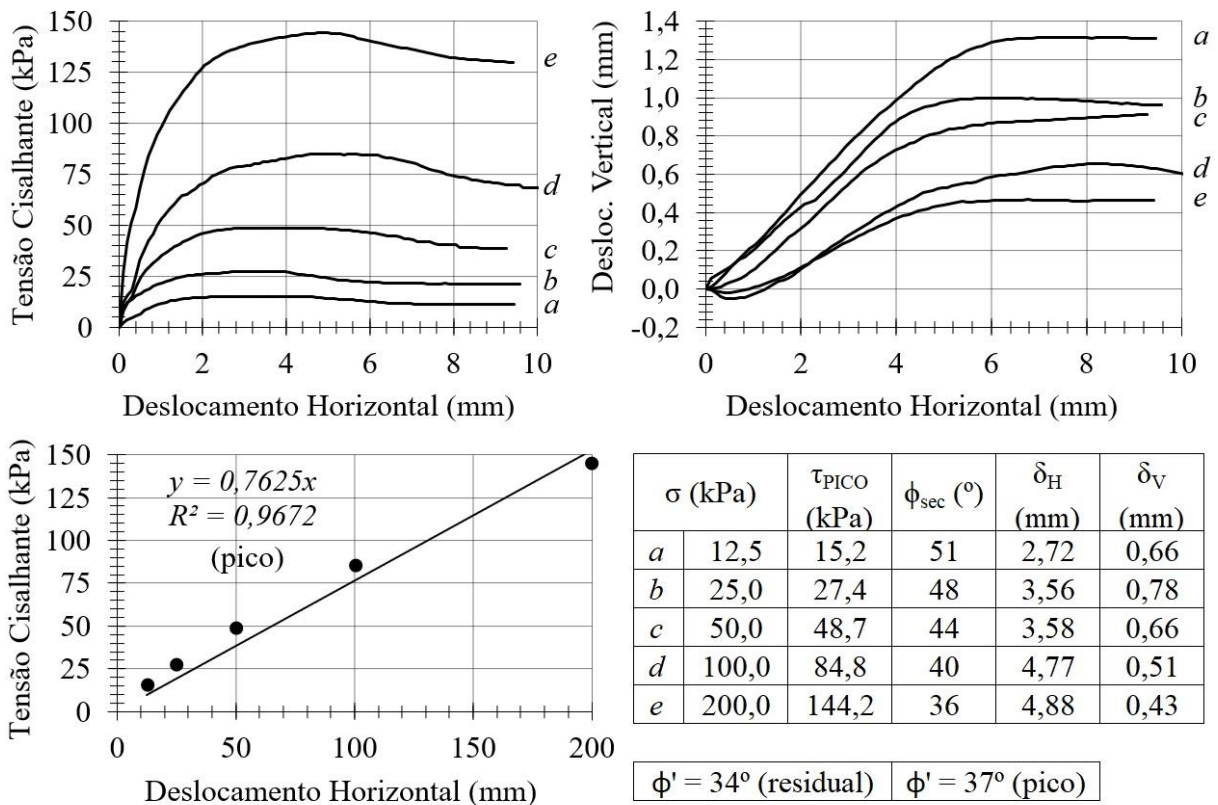 Tensão Cisalhante (kPa)
150
125
100
75
50
25
0
0 2 4 6 8 10
e
d
c
b
a
Deslocamento Horizontal (mm)
Desloc. Vertical (mm)
1,4
1,2
1,0
0,8
0,6
0,4
0,2
0,0
-0,2
0 2 4 6 8 10
a
b
c
d
e
Deslocamento Horizontal (mm)
Tensão Cisalhante (kPa)
150
125
100
75
50
25
0
y = 0,7625x
R² = 0,9672
(pico)
0 50 100 150 200
Deslocamento Horizontal (mm)
σ (kPa) τPICO (kPa) ϕsec (º) δH (mm) δV (mm)
a 12,5 15,2 51 2,72 0,66
b 25,0 27,4 48 3,56 0,78
c 50,0 48,7 44 3,58 0,66
d 100,0 84,8 40 4,77 0,51
e 200,0 144,2 36 4,88 0,43
ϕ' = 34º (residual) ϕ' = 37º (pico)